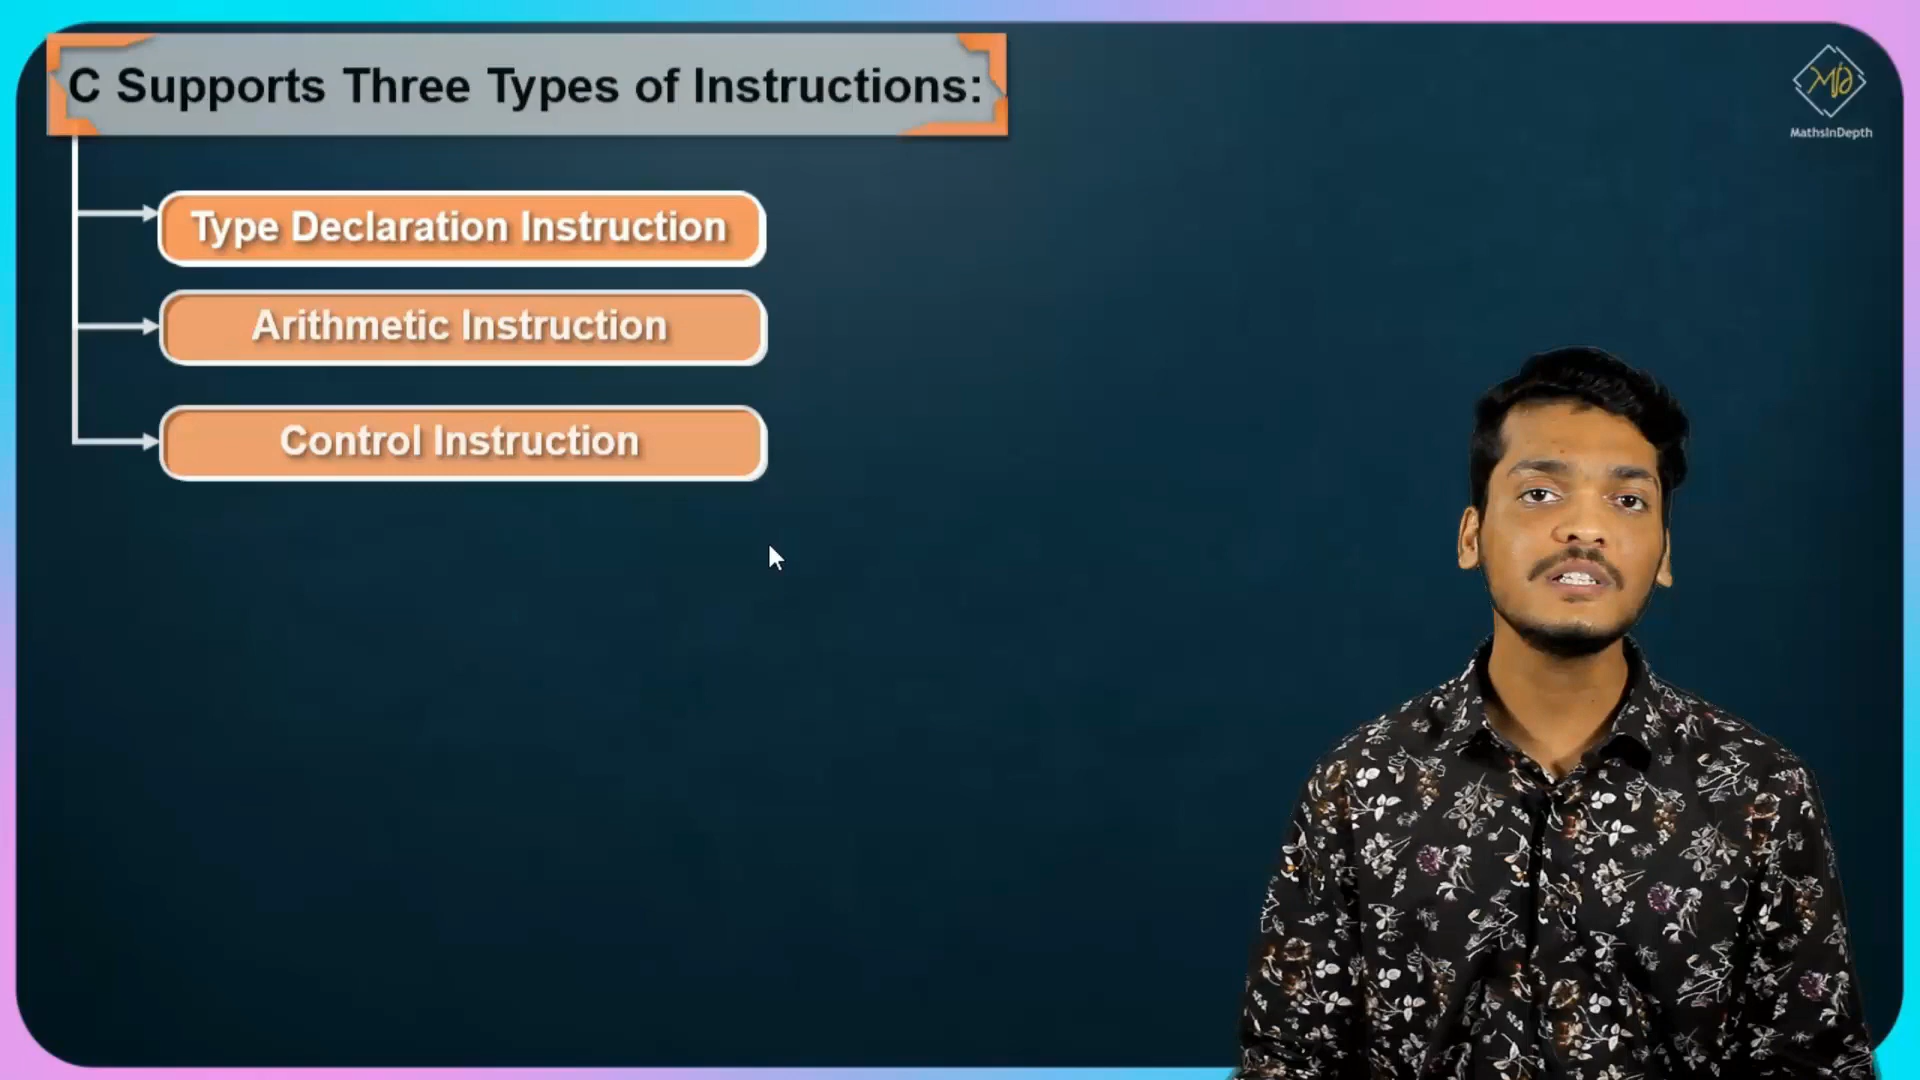 C Supports Three Types of Instructions:
MathsInDepth
Type Declaration Instruction
Arithmetic Instruction
Control Instruction